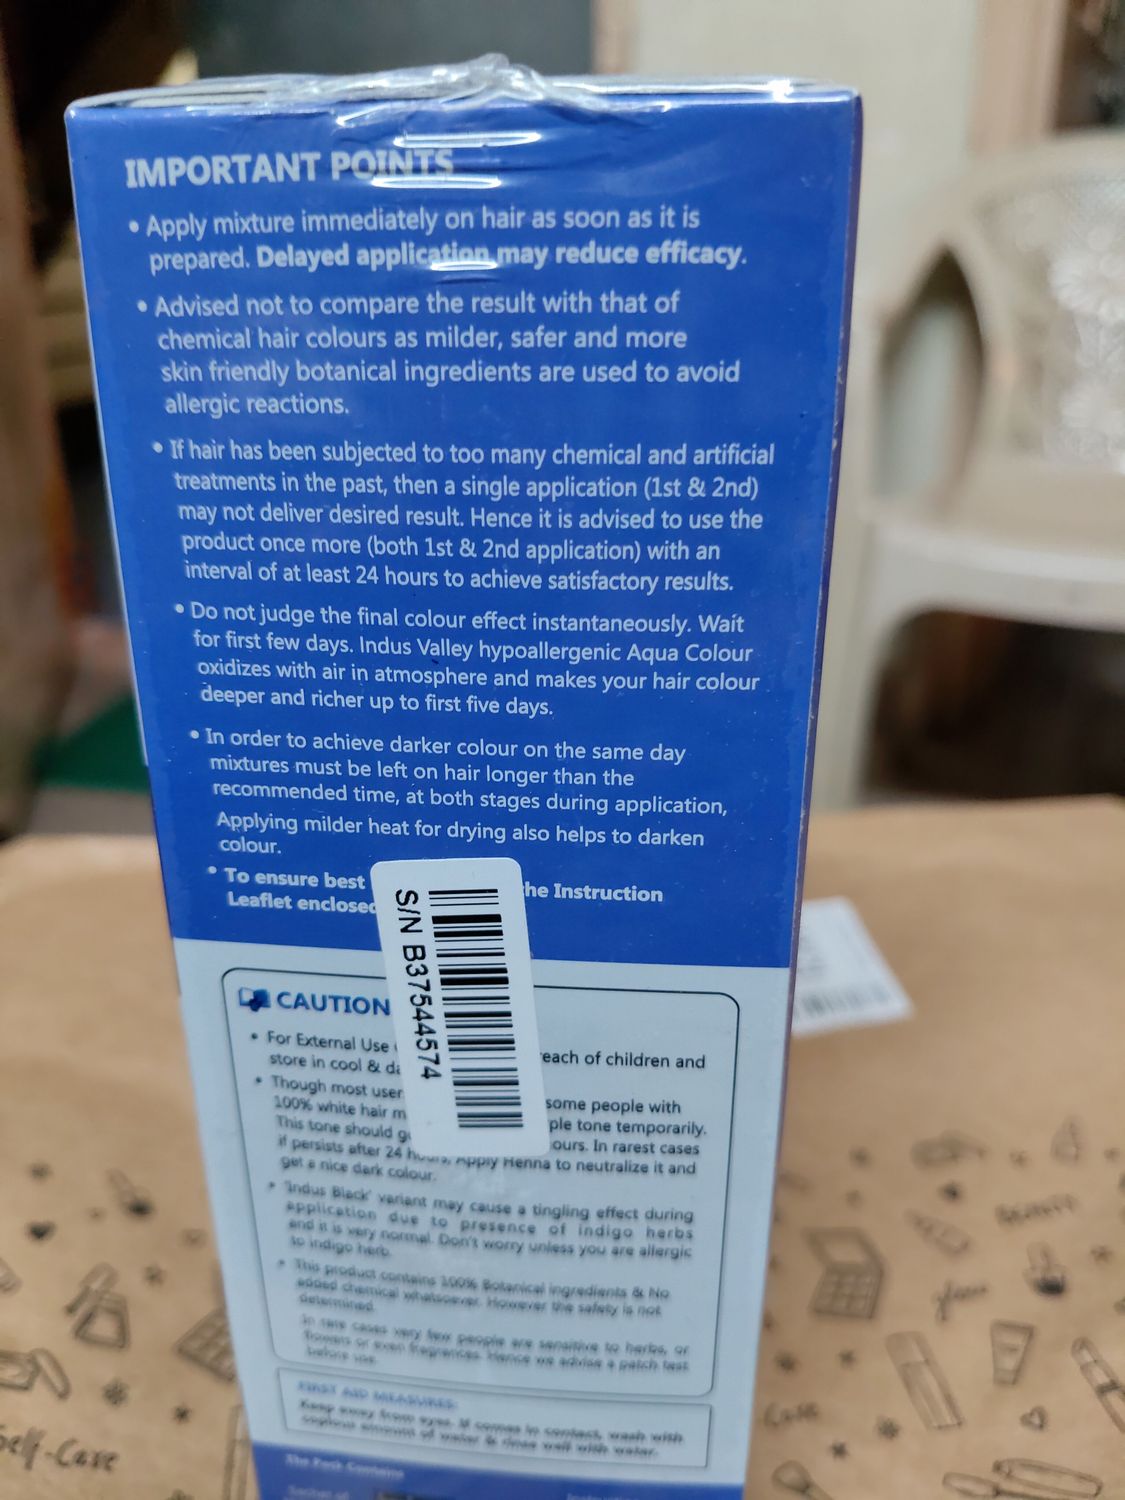 IMPORTANT POINTS
• Apply mixture immediately on hair as soon as it is
prepared. Delayed application may reduce efficacy.
• Advised not to compare the result with that of
chemical hair colours as milder, safer and more
skin friendly botanical ingredients are used to avoid
allergic reactions.
• If hair has been subjected to too many chemical and artificial
treatments in the past, then a single application (1st & 2nd)
may not deliver desired result. Hence it is advised to use the
product once more (both 1st & 2nd application) with an
interval of at least 24 hours to achieve satisfactory results.
• Do not judge the final colour effect instantaneously. Wait
for first few days. Indus Valley hypoallergenic Aqua Colour
oxidizes with air in atmosphere and makes your hair colour
deeper and richer up to first five days.
• In order to achieve darker colour on the same day
mixtures must be left on hair longer than the
recommended time, at both stages during application,
Applying milder heat for drying also helps to darken
colour.
• To ensure best the Instruction
Leaflet enclosed
S/N B37544574
CAUTION
• For External Use reach of children and
store in cool &
• Though most user some people with
100% white hair tone temporarily.
This tone should In rarest cases
if persists after 24 hours, Apply Henna to neutralize it and
get a nice dark colour.
• 'Indus Black' variant may cause a tingling effect during
application due to presence of indigo herbs
and it is very normal. Don't worry unless you are allergic
to indigo herb.
• This product contains 100% Botanical ingredients & No
added chemical whatsoever. However the safety is not
determined.
In rare cases very few people are sensitive to herbs, or
flowers or even fragrances. Hence we advise a patch test
before use.
FIRST AID MEASURES:
Keep away from eyes. If comes in contact, wash with
copious amount of water & rinse well with water.
The Pack Contains
Self-Care